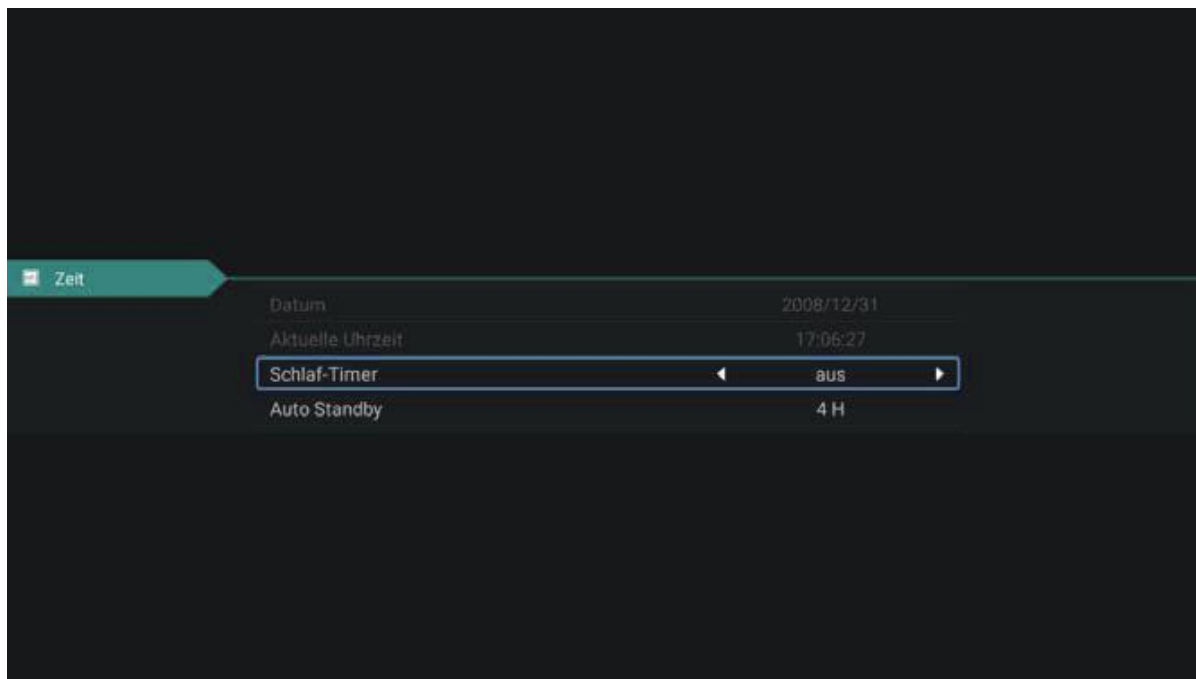 Zeit
Datum 2008/12/31
Aktuelle Uhrzeit 17:06:27
Schlaf-Timer aus
Auto Standby 4 H